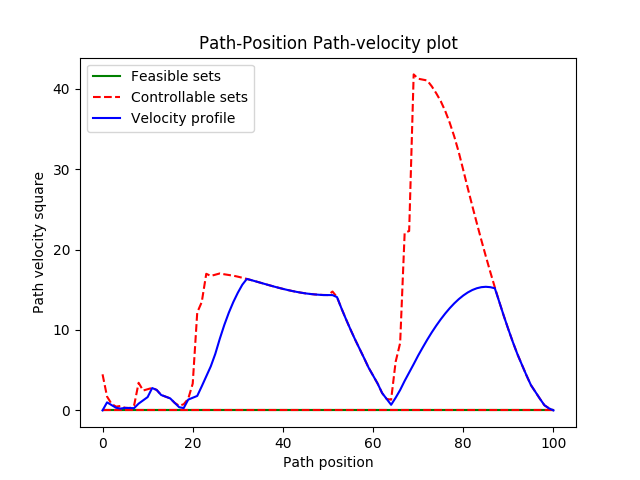 Path-Position Path-velocity plot
Feasible sets
Controllable sets
Velocity profile
Path velocity square
40
30
20
10
0
0 20 40 60 80 100
Path position